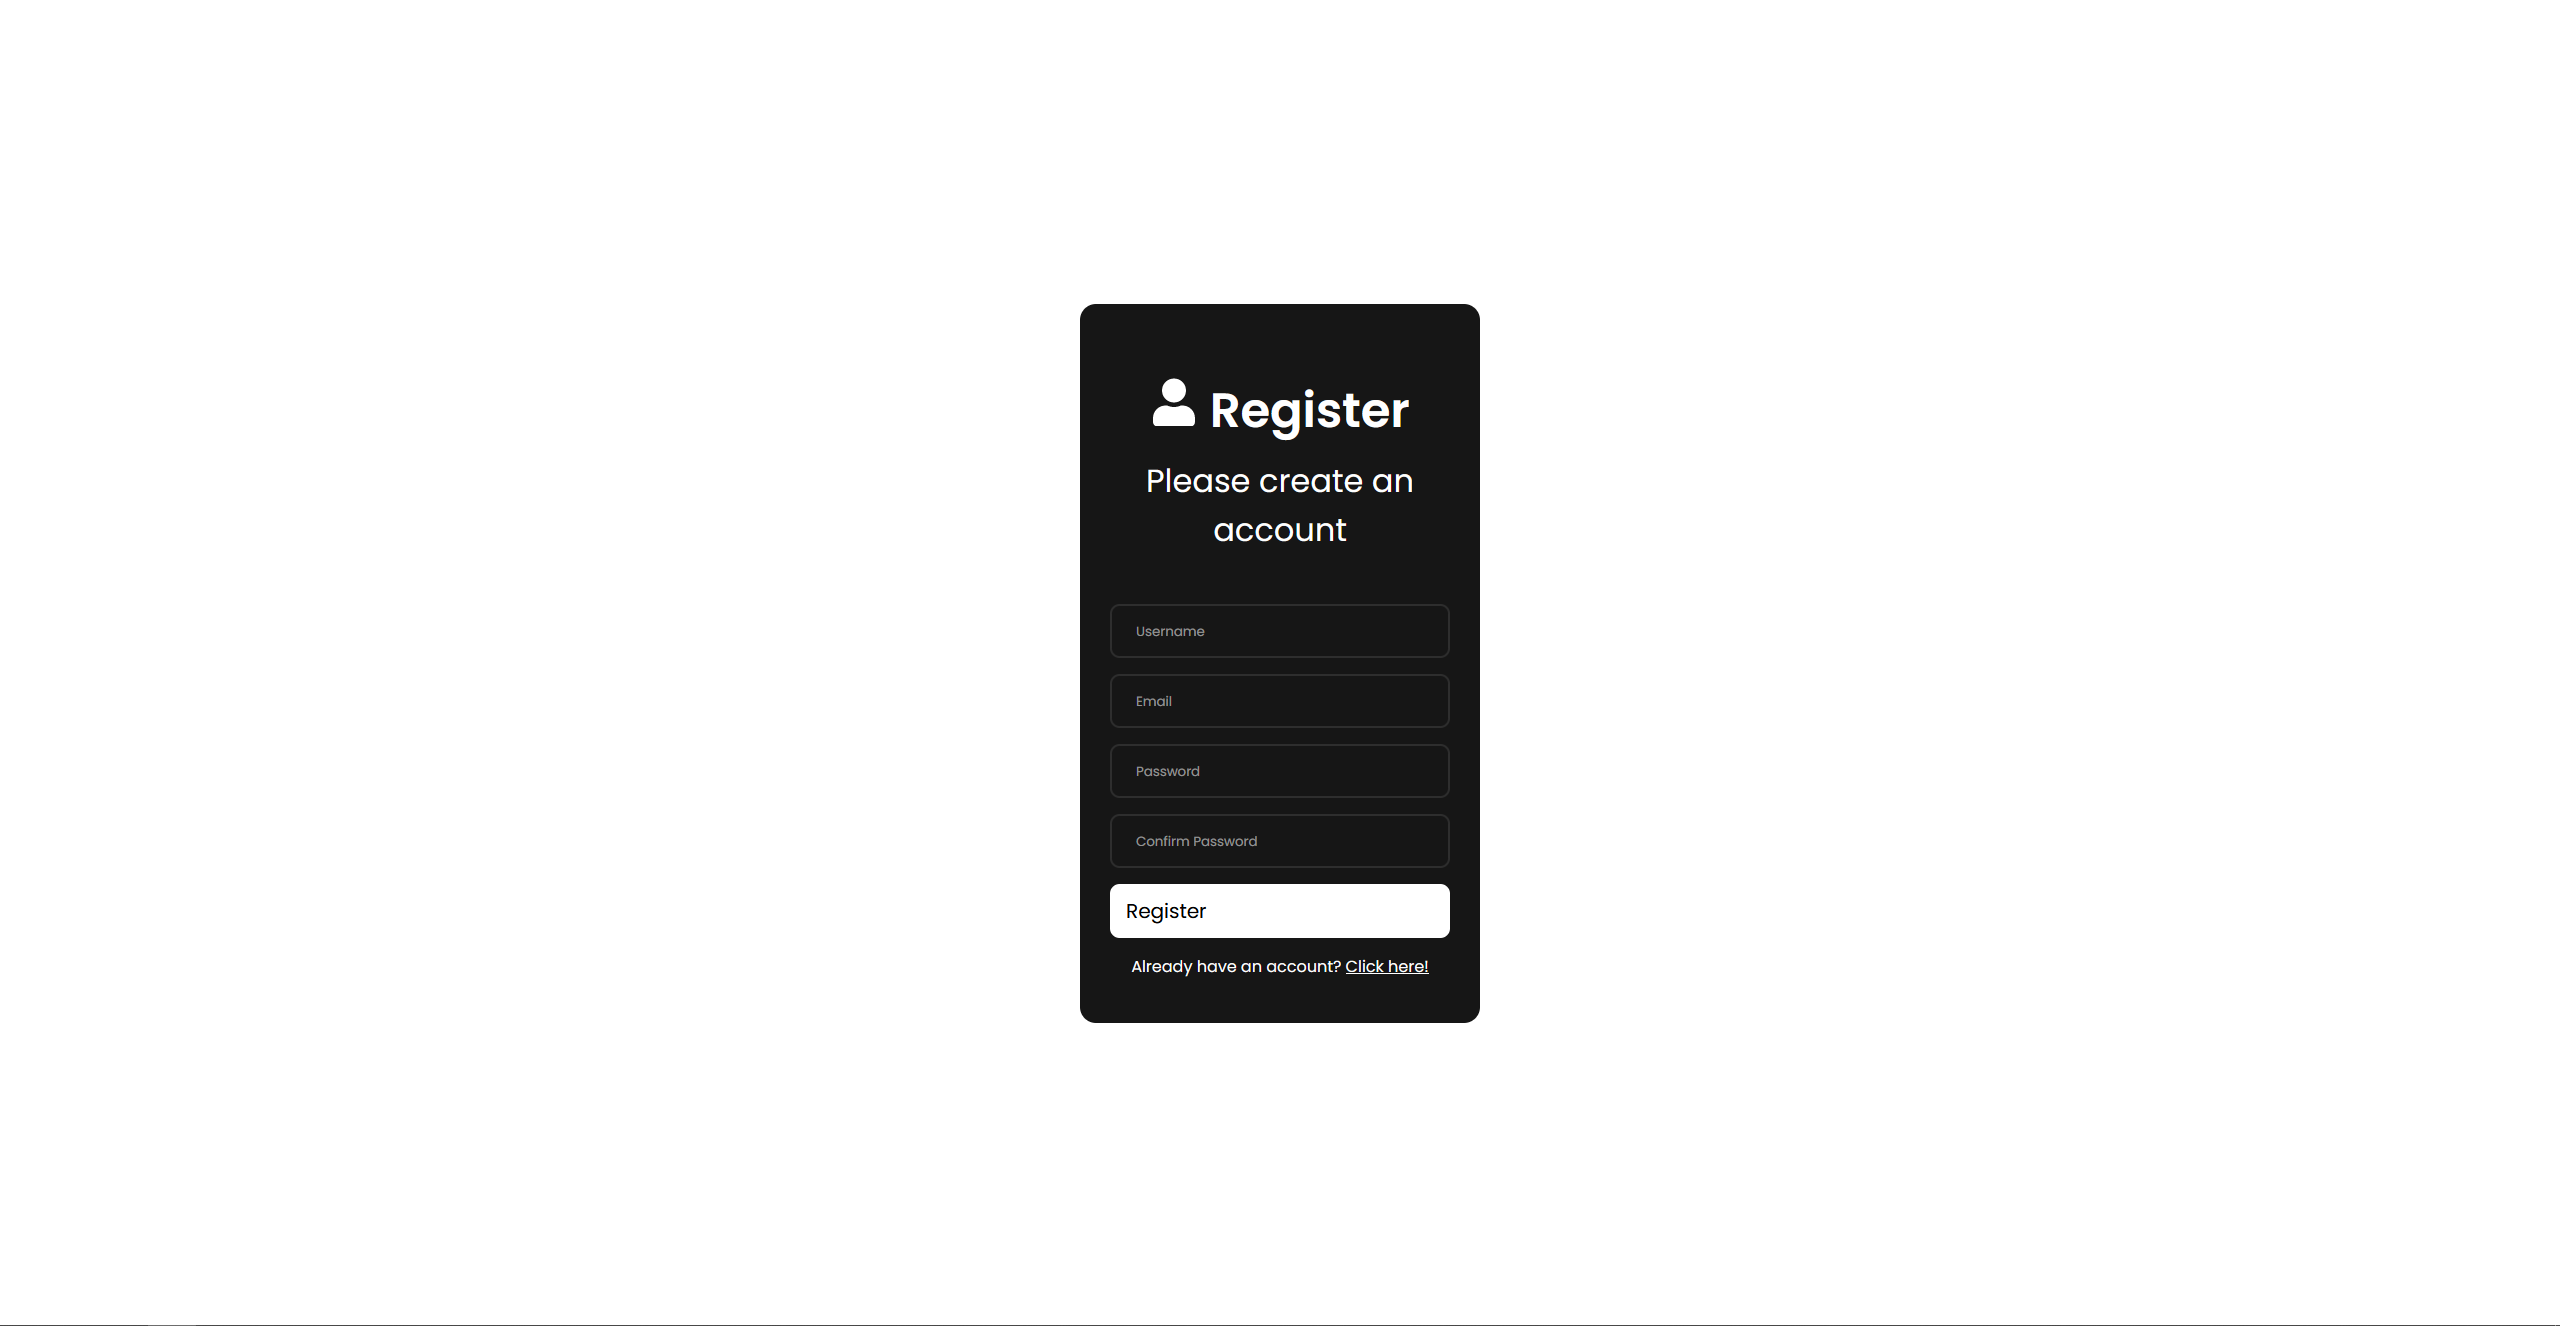 Register
Please create an
account
Username
Email
Password
Confirm Password
Register
Already have an account? Click here!